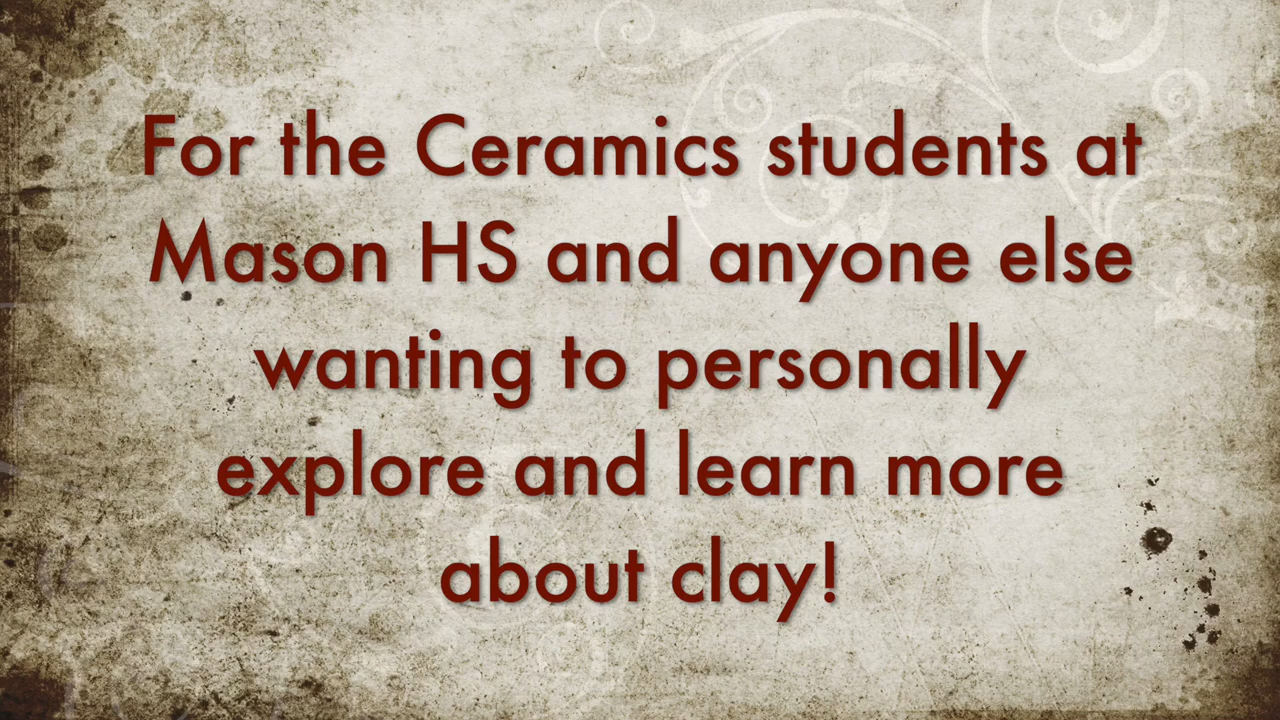 For the Ceramics students at
Mason HS and anyone else
wanting to personally
explore and learn more
about clay!